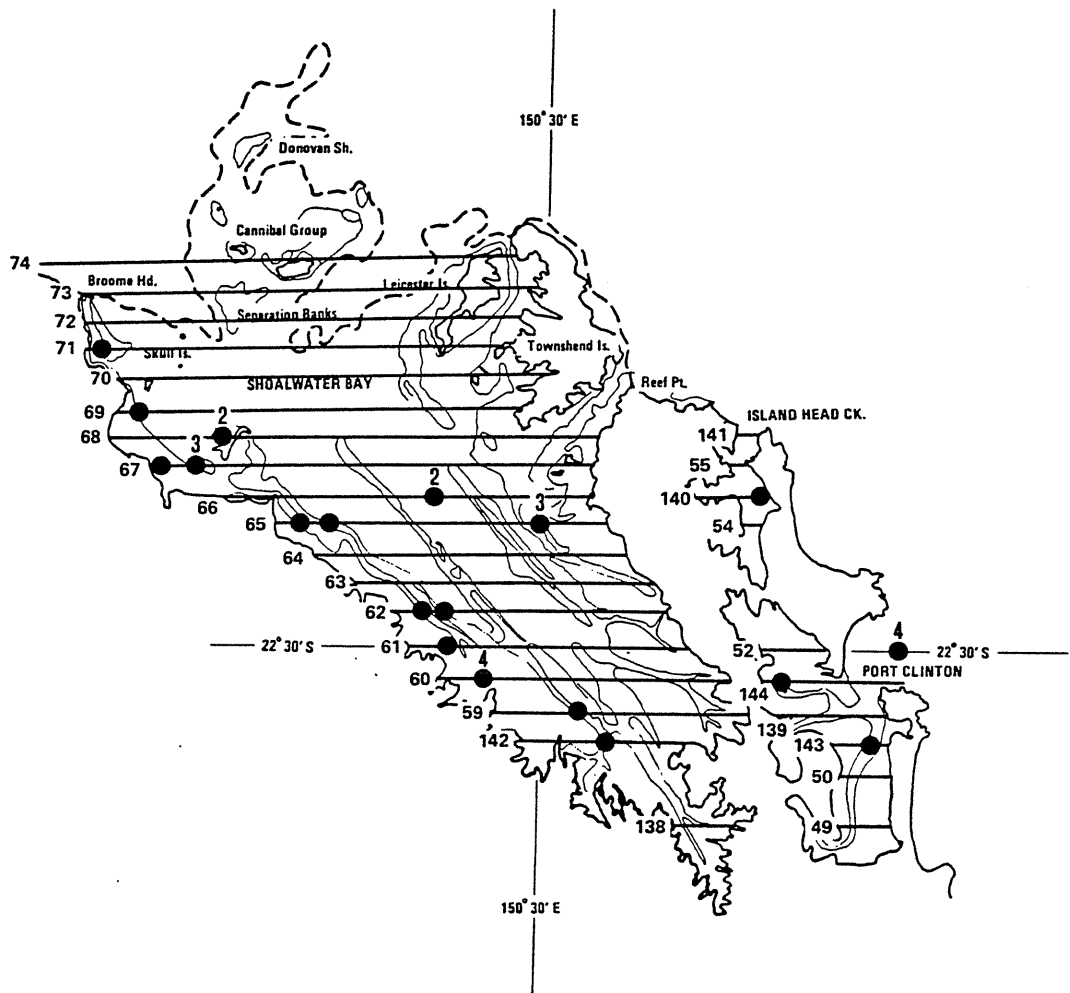 150° 30′ E
Donovan Sh.
Cannibal Group
74
Broome Hd.
Leicester Is.
73
Separation Banks
72
71
Skull Is.
Townshend Is.
70
SHOALWATER BAY
Reef Pt.
69
2
ISLAND HEAD CK.
68
141
3
67
55
2
66
140
3
65
54
64
63
62
4
22° 30′ S
61
52
22° 30′ S
4
PORT CLINTON
60
144
59
139
142
143
50
138
49
150° 30′ E